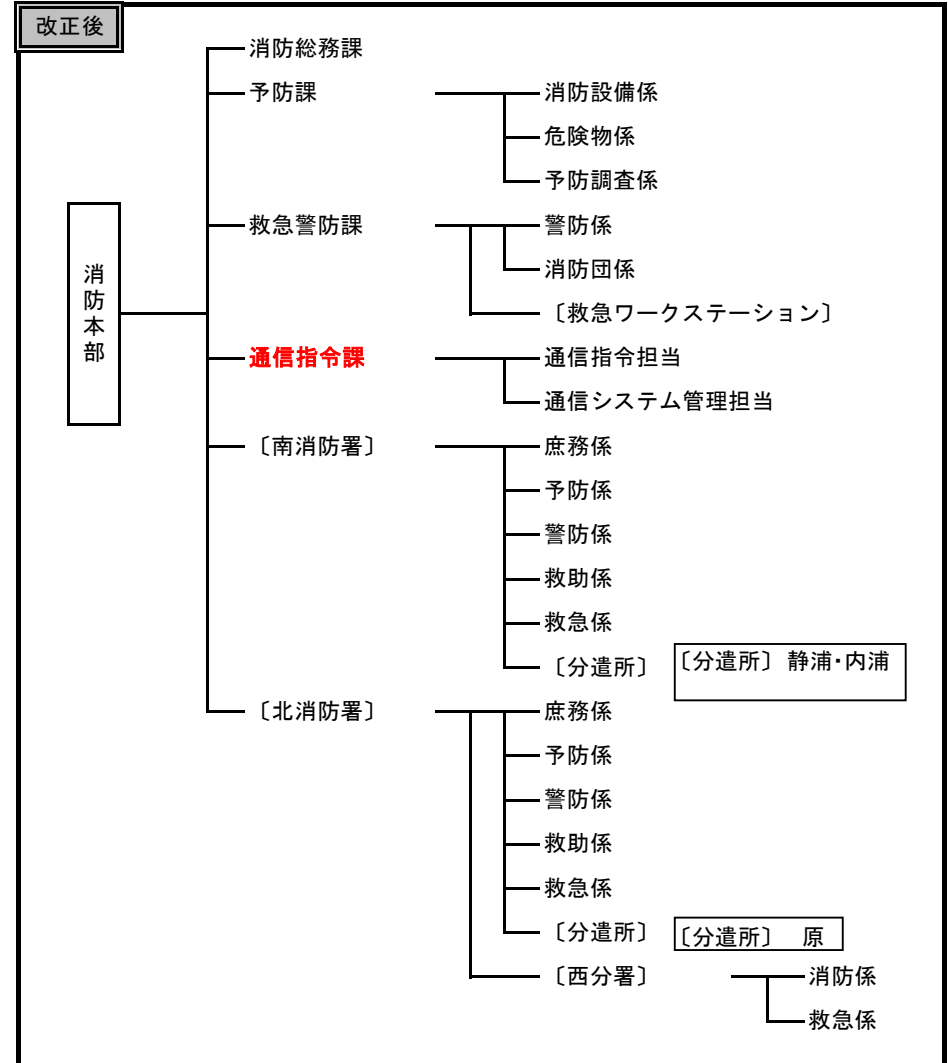 改正後
消防総務課
予防課
消防設備係
危険物係
予防調査係
消防本部
救急警防課
警防係
消防団係
〔救急ワークステーション〕
通信指令課
通信指令担当
通信システム管理担当
〔南消防署〕
庶務係
予防係
警防係
救助係
救急係
〔分遣所〕
〔分遣所〕 静浦・内浦
〔北消防署〕
庶務係
予防係
警防係
救助係
救急係
〔分遣所〕
〔分遣所〕 原
〔西分署〕
消防係
救急係